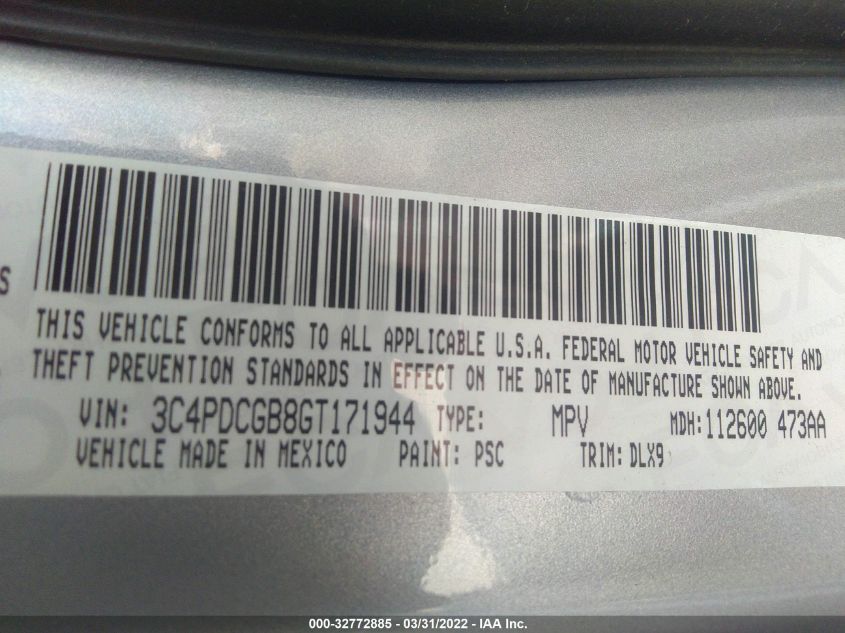 S
THIS VEHICLE CONFORMS TO ALL APPLICABLE U.S.A. FEDERAL MOTOR VEHICLE SAFETY AND
THEFT PREVENTION STANDARDS IN EFFECT ON THE DATE OF MANUFACTURE SHOWN ABOVE.
VIN: 3C4PDCGB8GT171944 TYPE: MPV MDH:112600 473AA
VEHICLE MADE IN MEXICO PAINT: PSC TRIM: DLX9
000-32772885 - 03/31/2022 - IAA Inc.